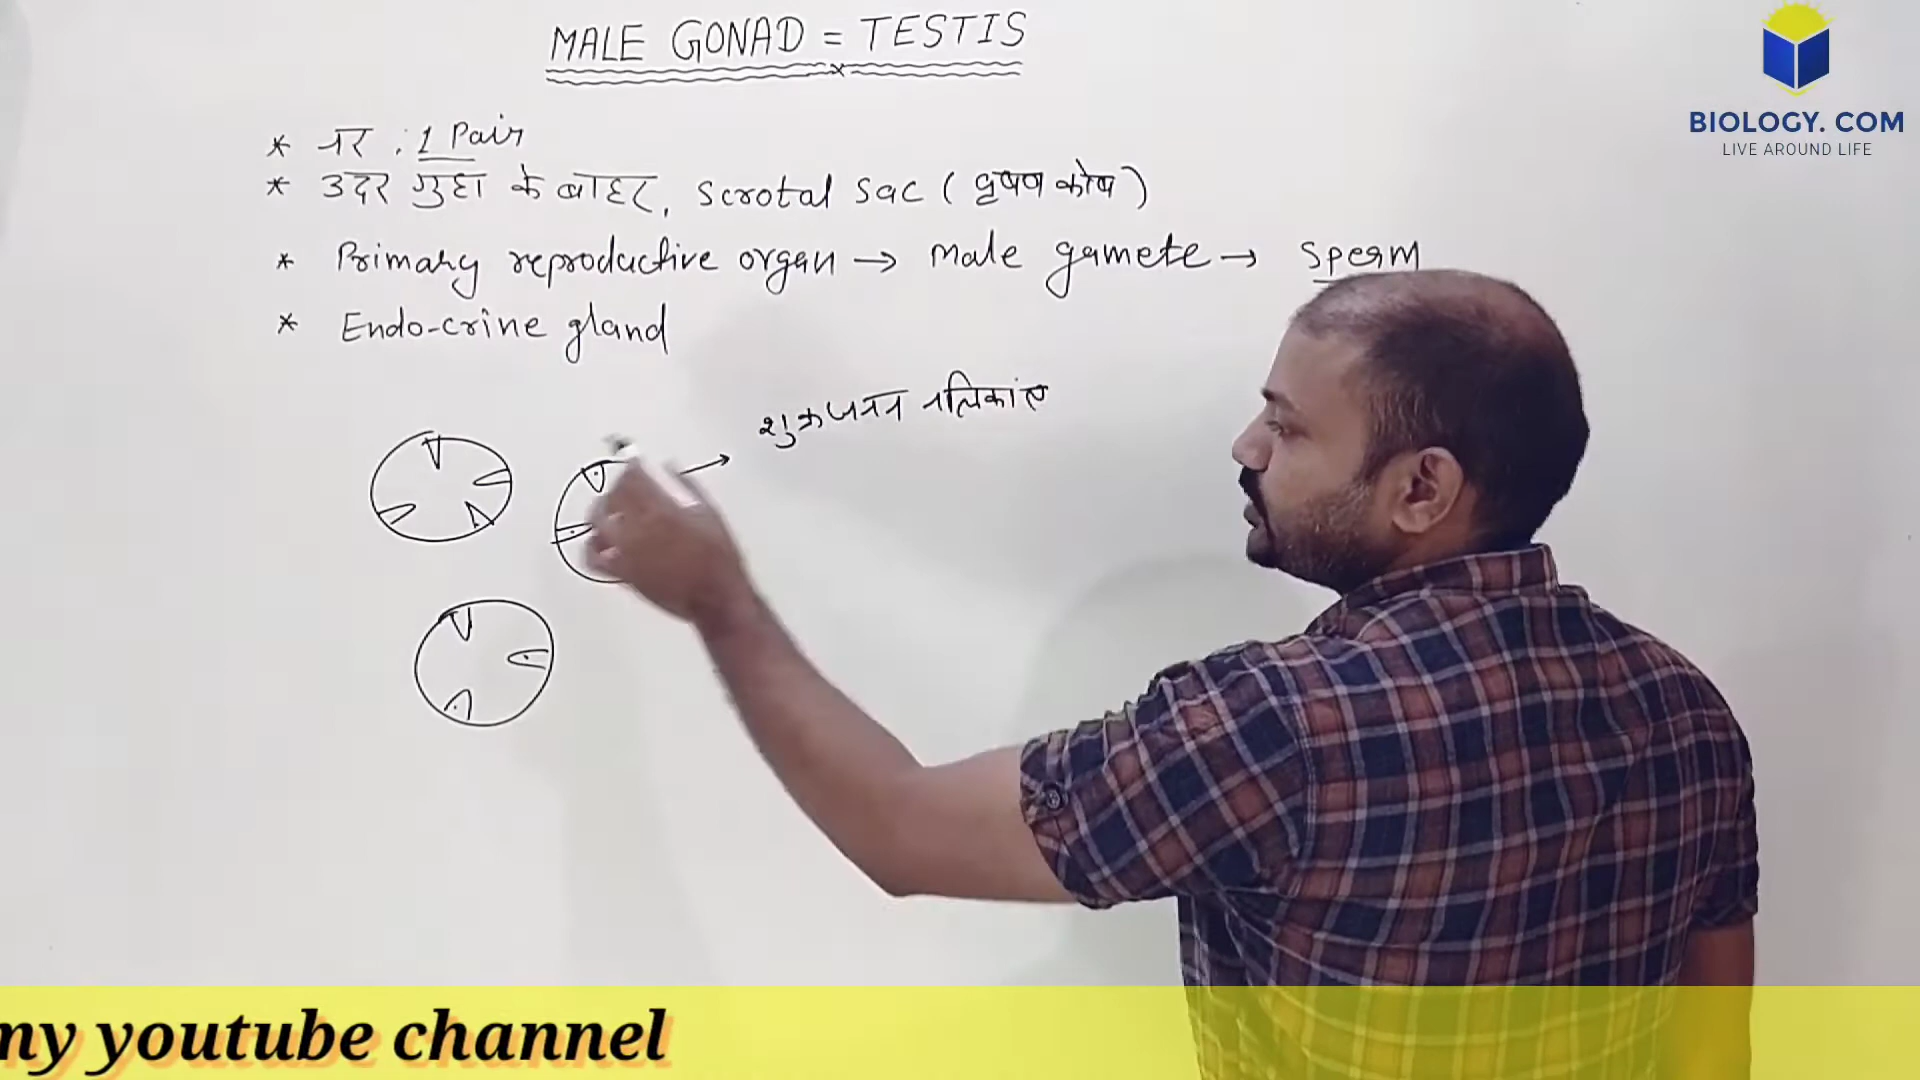 MALE GONAD = TESTIS
BIOLOGY. COM
LIVE AROUND LIFE
* नर : 1 Pair
* उदर गुहा के बाहर, Scrotal Sac ( वृषण कोष )
* Primary reproductive organ → Male gamete → Sperm
* Endo-crine gland
→ शुक्रजनन नलिकांए
my youtube channel